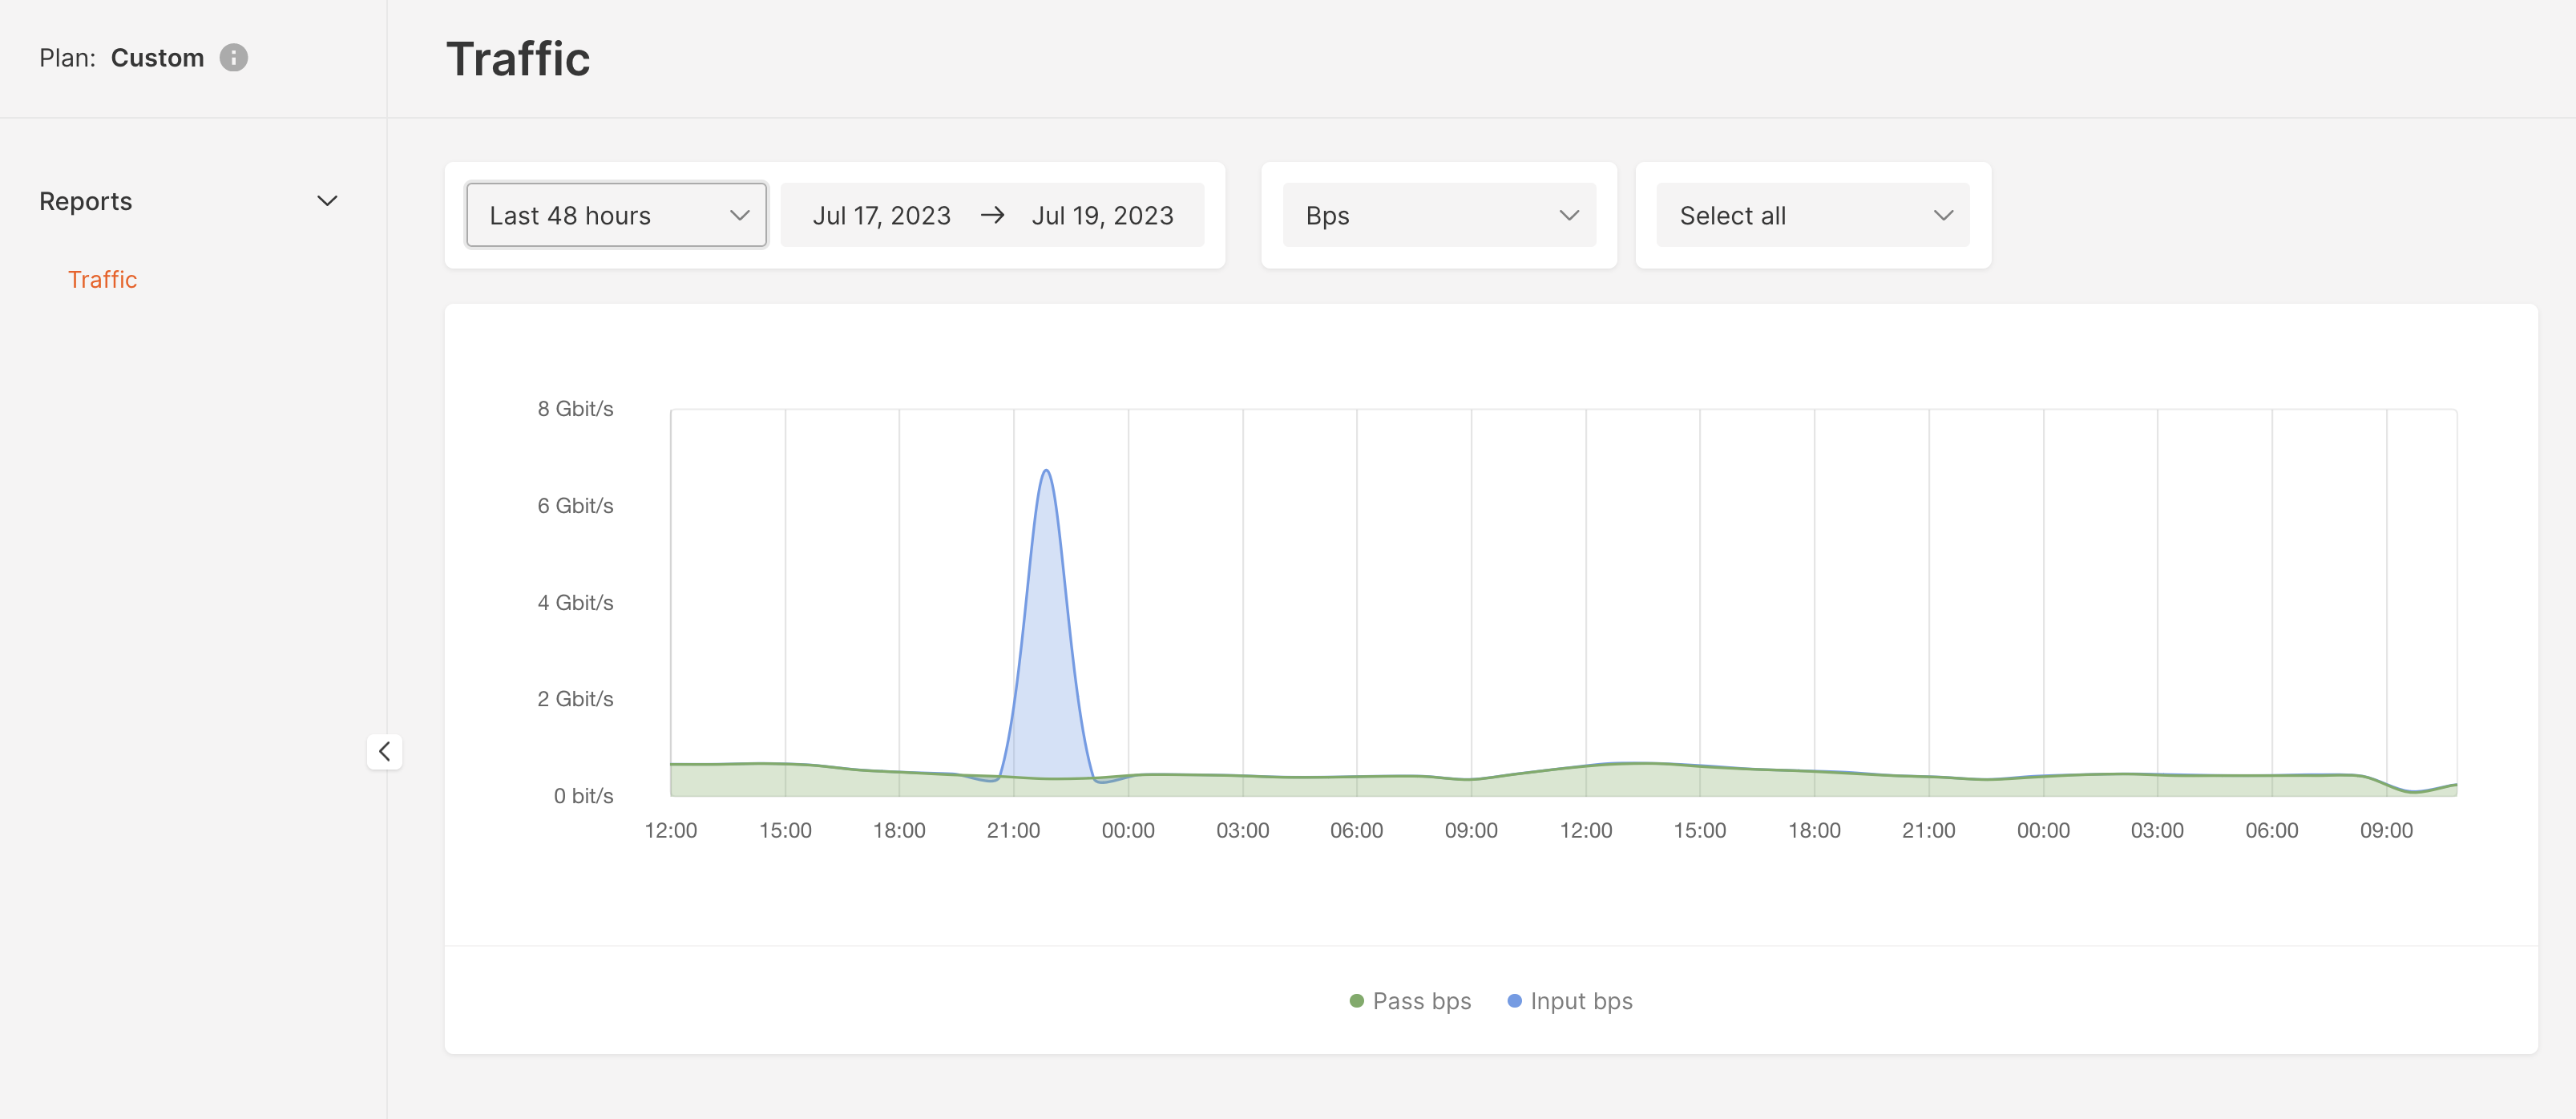 Plan: Custom
Traffic
Reports
Traffic
Last 48 hours
Jul 17, 2023 → Jul 19, 2023
Bps
Select all
8 Gbit/s
6 Gbit/s
4 Gbit/s
2 Gbit/s
0 bit/s
12:00 15:00 18:00 21:00 00:00 03:00 06:00 09:00 12:00 15:00 18:00 21:00 00:00 03:00 06:00 09:00
Pass bps Input bps